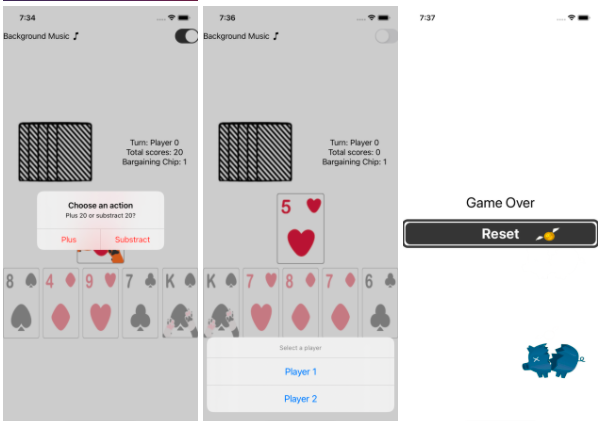 7:34
Background Music
Turn: Player 0
Total scores: 20
Bargaining Chip: 1
Choose an action
Plus 20 or substract 20?
Plus
Substract
8
4
9
7
K
7:36
Background Music
Turn: Player 0
Total scores: 0
Bargaining Chip: 1
5
K
7
8
7
6
Select a player
Player 1
Player 2
7:37
Game Over
Reset